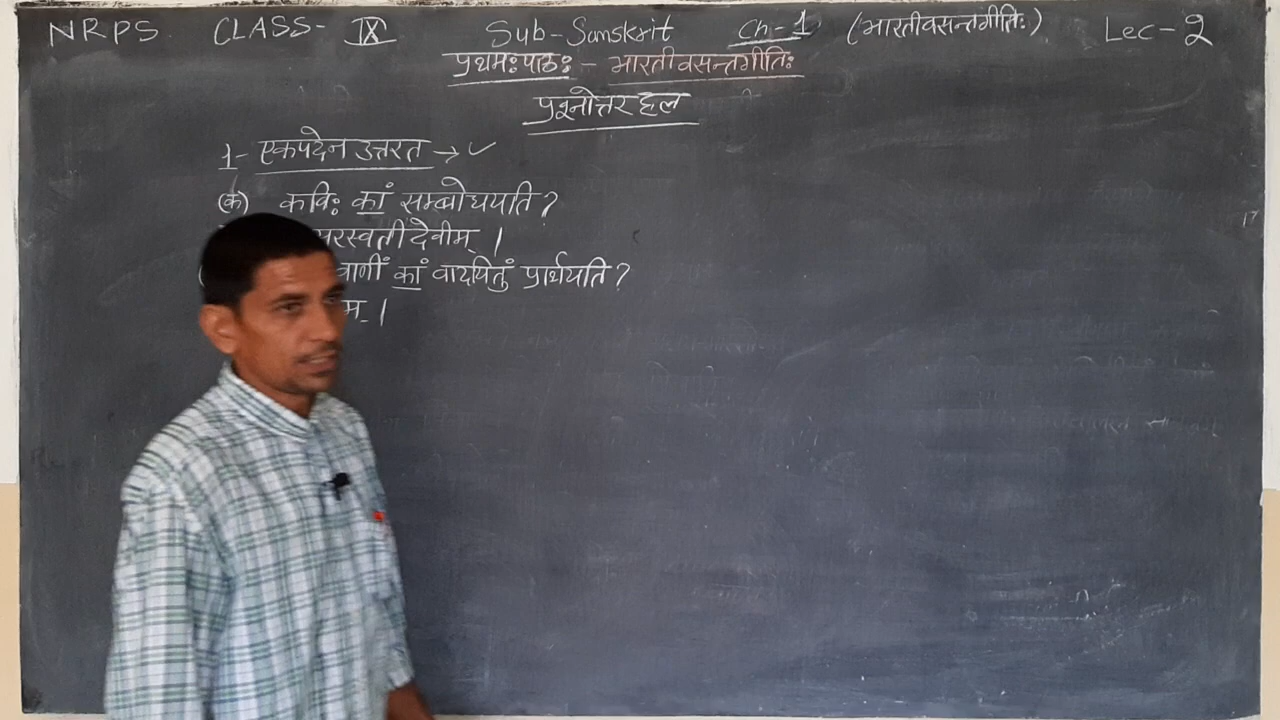 NRPS CLASS- IX Sub-Sanskrit Ch-1 (भारतीवसन्तगीतिः) Lec-2
प्रथमःपाठः - भारतीवसन्तगीतिः
प्रश्नोत्तर हल
1- एकपदेन उत्तरत →✓
(क) कविः कां सम्बोधयति?
सरस्वती देवीम् ।
वाणीं कां वादयितुं प्रार्थयति?
म् ।